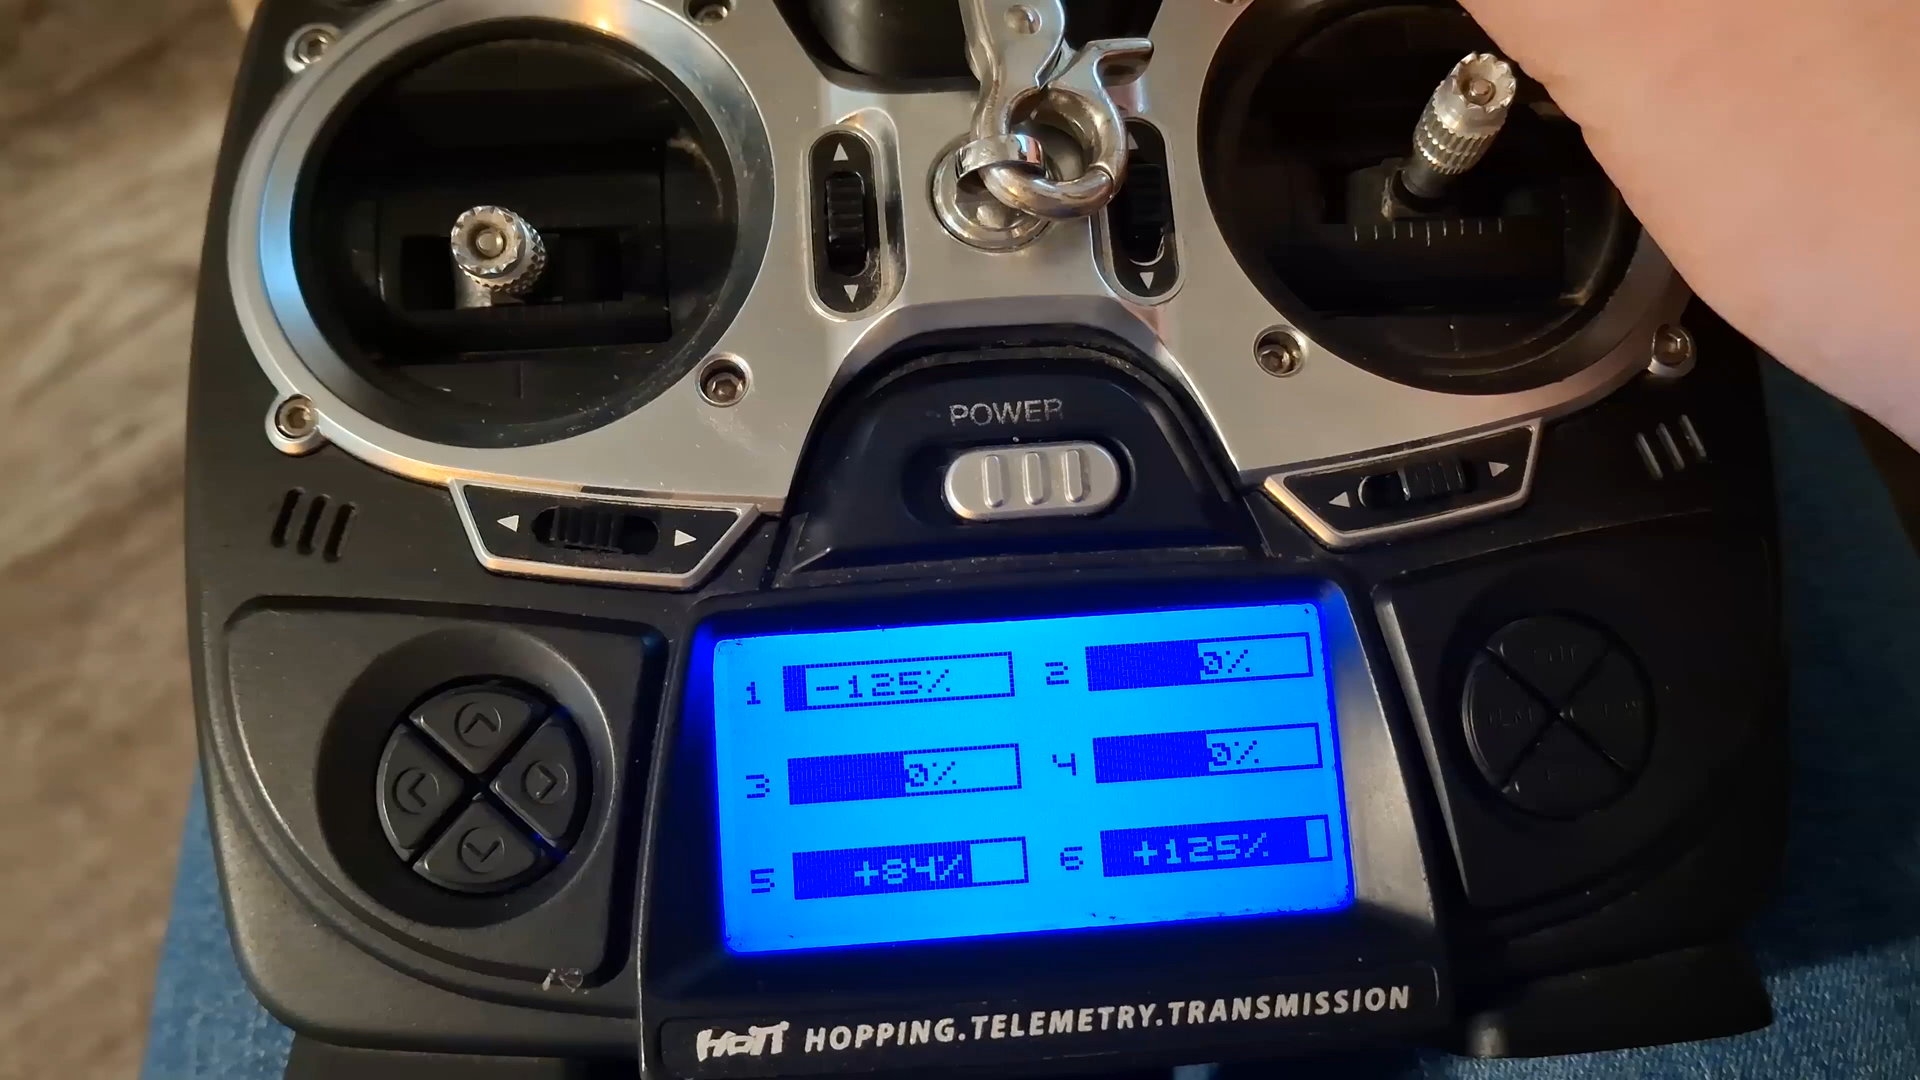 POWER
1 -125% 2 0%
3 0% 4 0%
5 +84% 6 +125%
HoTT HOPPING.TELEMETRY.TRANSMISSION